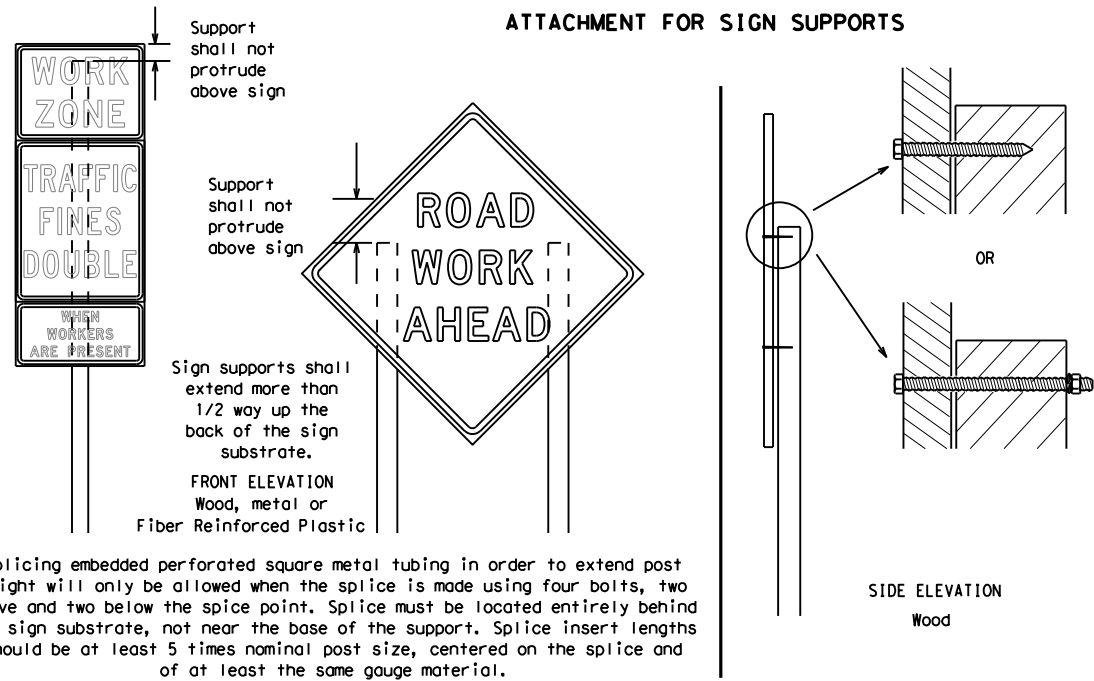 ATTACHMENT FOR SIGN SUPPORTS
Support
shall not
protrude
above sign
WORK
ZONE
TRAFFIC
FINES
DOUBLE
WHEN
WORKERS
ARE PRESENT
Support
shall not
protrude
above sign
ROAD
WORK
AHEAD
Sign supports shall
extend more than
1/2 way up the
back of the sign
substrate.
FRONT ELEVATION
Wood, metal or
Fiber Reinforced Plastic
OR
SIDE ELEVATION
Wood
plicing embedded perforated square metal tubing in order to extend post
ight will only be allowed when the splice is made using four bolts, two
ve and two below the spice point. Splice must be located entirely behind
sign substrate, not near the base of the support. Splice insert lengths
hould be at least 5 times nominal post size, centered on the splice and
of at least the same gauge material.